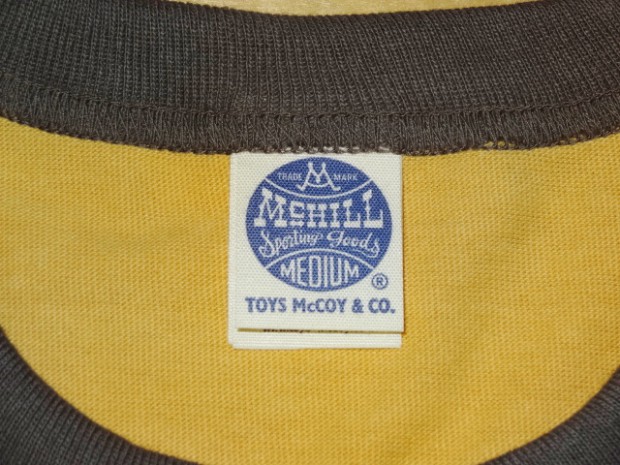 TRADE MARK
McHILL
Sporting Goods
MEDIUM
®
TOYS McCOY & CO.